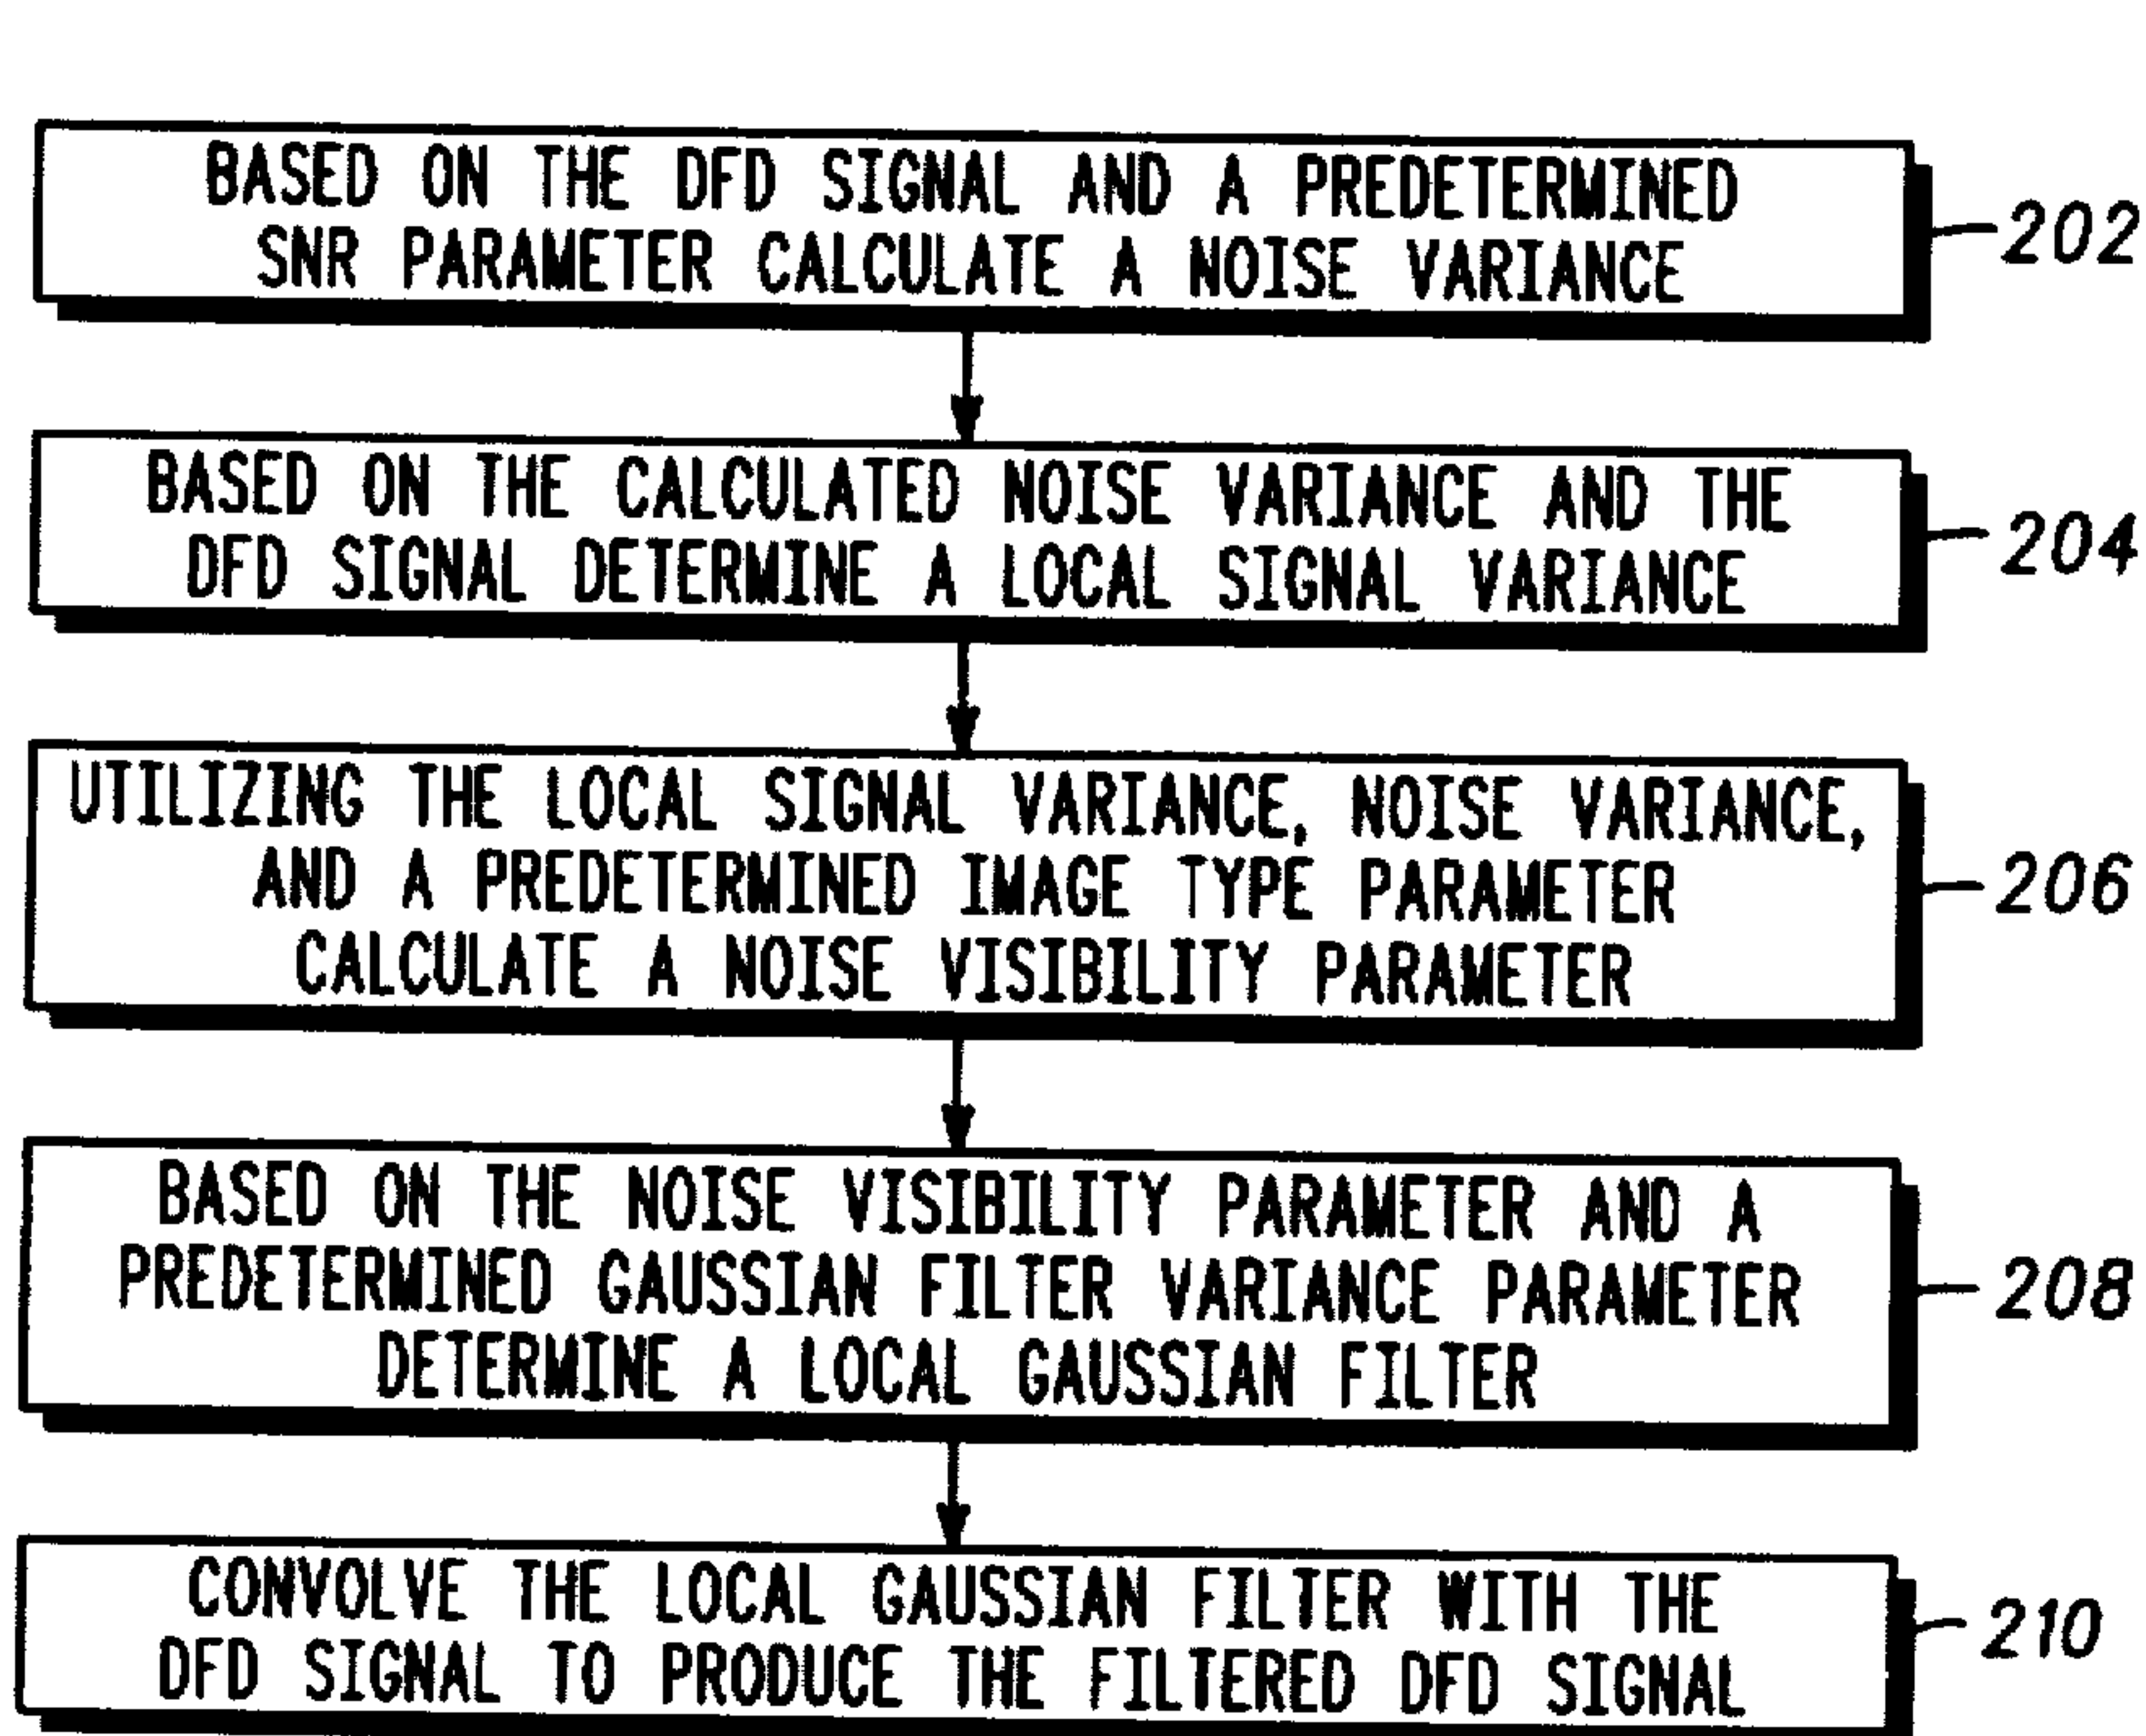 BASED ON THE DFD SIGNAL AND A PREDETERMINED
SNR PARAMETER CALCULATE A NOISE VARIANCE
202
BASED ON THE CALCULATED NOISE VARIANCE AND THE
DFD SIGNAL DETERMINE A LOCAL SIGNAL VARIANCE
204
UTILIZING THE LOCAL SIGNAL VARIANCE, NOISE VARIANCE,
AND A PREDETERMINED IMAGE TYPE PARAMETER
CALCULATE A NOISE VISIBILITY PARAMETER
206
BASED ON THE NOISE VISIBILITY PARAMETER AND A
PREDETERMINED GAUSSIAN FILTER VARIANCE PARAMETER
DETERMINE A LOCAL GAUSSIAN FILTER
208
CONVOLVE THE LOCAL GAUSSIAN FILTER WITH THE
DFD SIGNAL TO PRODUCE THE FILTERED DFD SIGNAL
210